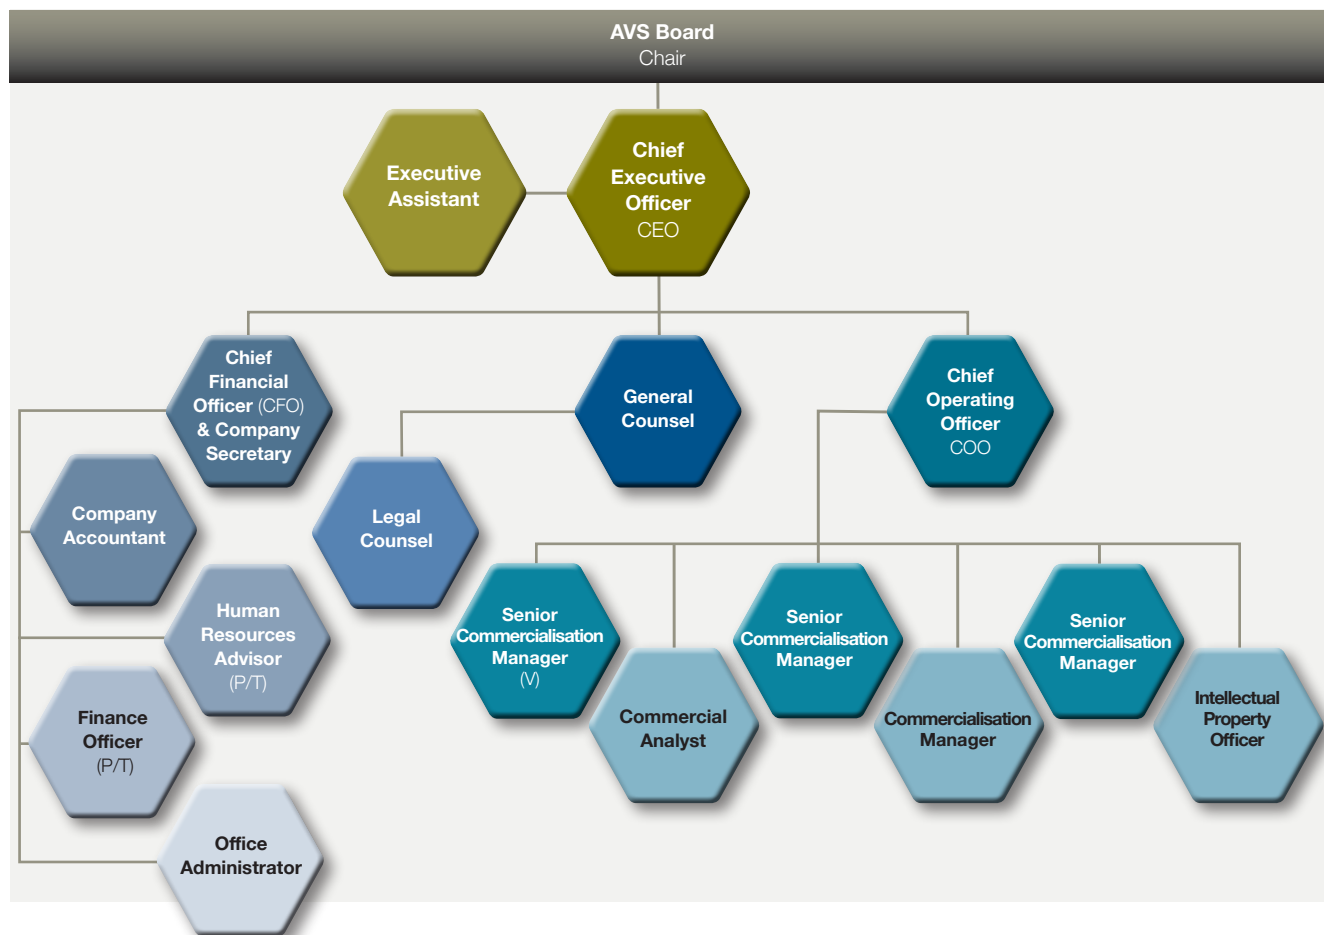 AVS Board
Chair
Executive
Assistant
Chief
Executive
Officer
CEO
Chief
Financial
Officer (CFO)
& Company
Secretary
General
Counsel
Chief
Operating
Officer
COO
Company
Accountant
Legal
Counsel
Human
Resources
Advisor
(P/T)
Finance
Officer
(P/T)
Office
Administrator
Senior
Commercialisation
Manager
(V)
Commercial
Analyst
Senior
Commercialisation
Manager
Commercialisation
Manager
Senior
Commercialisation
Manager
Intellectual
Property
Officer